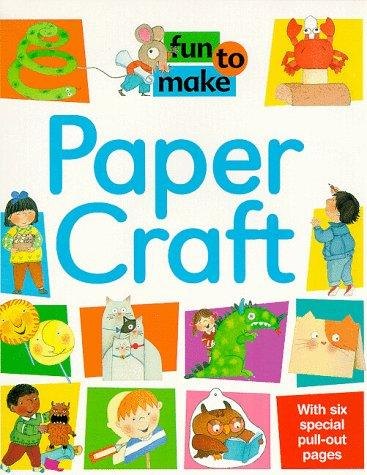 fun to
make
Paper
Craft
With six
special
pull-out
pages